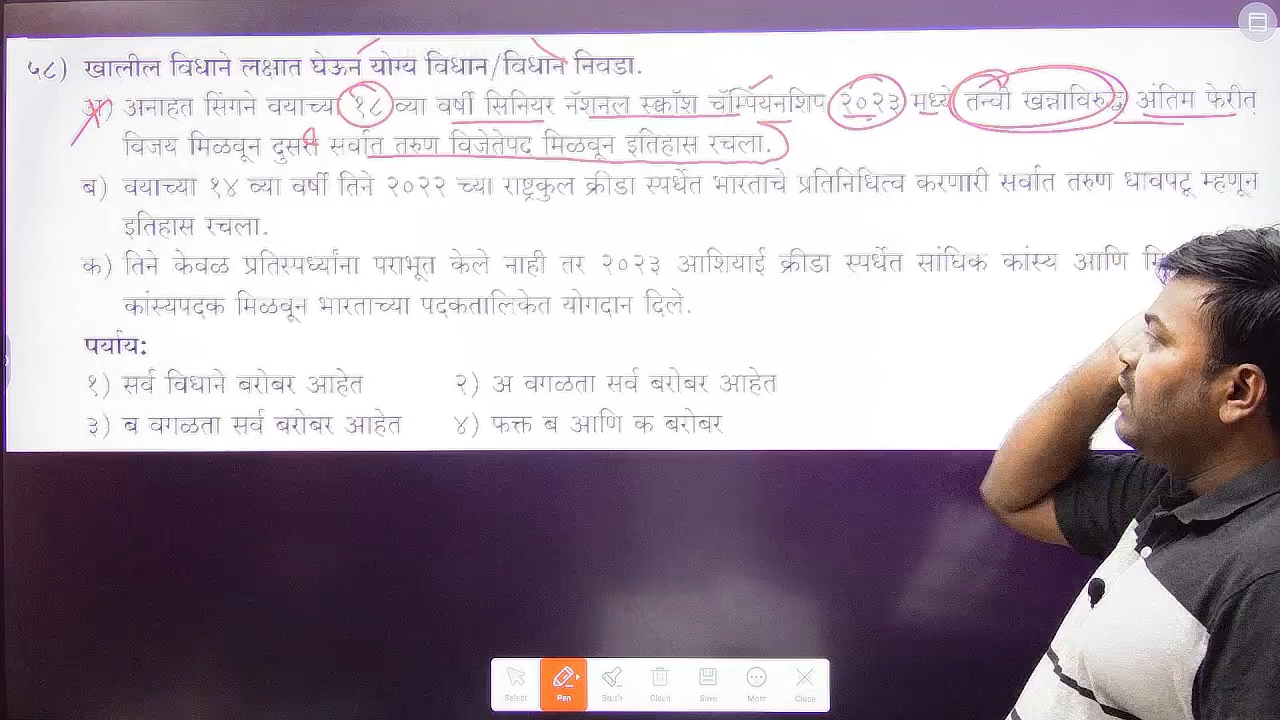 ५८) खालील विधाने लक्षात घेऊन योग्य विधान/विधाने निवडा.
अ) अनाहत सिंगने वयाच्या १८ व्या वर्षी सिनियर नॅशनल स्क्वॉश चॅम्पियनशिप २०२३ मध्ये तन्वी खन्नाविरुद्ध अंतिम फेरीत
विजय मिळवून दुसरी सर्वात तरुण विजेतेपद मिळवून इतिहास रचला.
ब) वयाच्या १४ व्या वर्षी तिने २०२२ च्या राष्ट्रकुल क्रीडा स्पर्धेत भारताचे प्रतिनिधित्व करणारी सर्वात तरुण धावपटू म्हणून
इतिहास रचला.
क) तिने केवळ प्रतिस्पर्ध्यांना पराभूत केले नाही तर २०२३ आशियाई क्रीडा स्पर्धेत सांघिक कांस्य आणि
कांस्यपदक मिळवून भारताच्या पदकतालिकेत योगदान दिले.
पर्याय:
१) सर्व विधाने बरोबर आहेत २) अ वगळता सर्व बरोबर आहेत
३) ब वगळता सर्व बरोबर आहेत ४) फक्त ब आणि क बरोबर
Select Pen Brush Clean Save More Close